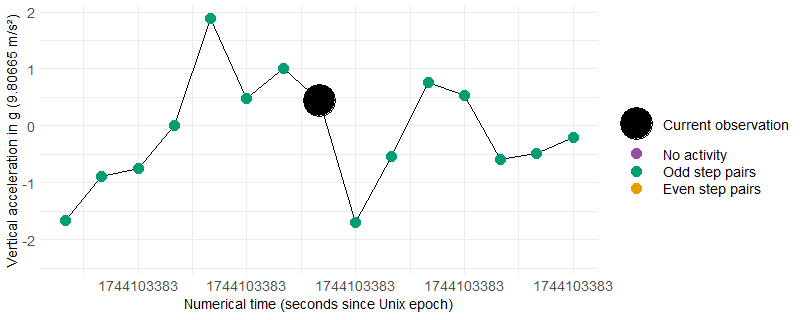 Vertical acceleration in g (9.80665 m/s²)
2
1
0
-1
-2
1744103383 1744103383 1744103383 1744103383 1744103383
Numerical time (seconds since Unix epoch)
Current observation
No activity
Odd step pairs
Even step pairs